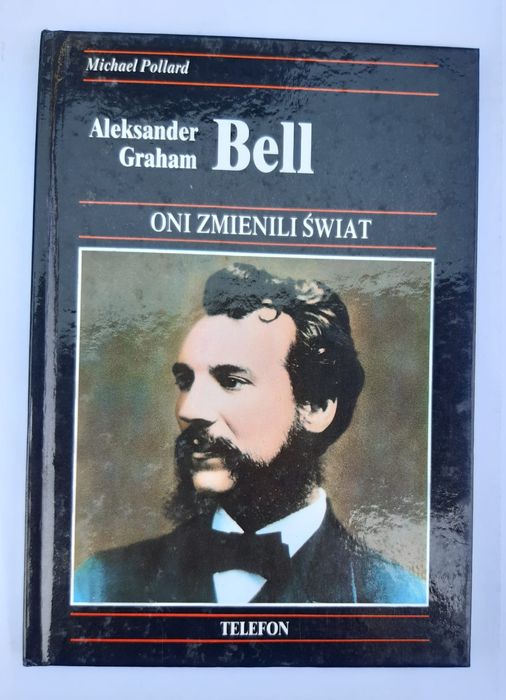 Michael Pollard
Aleksander
Graham Bell
ONI ZMIENILI ŚWIAT
TELEFON